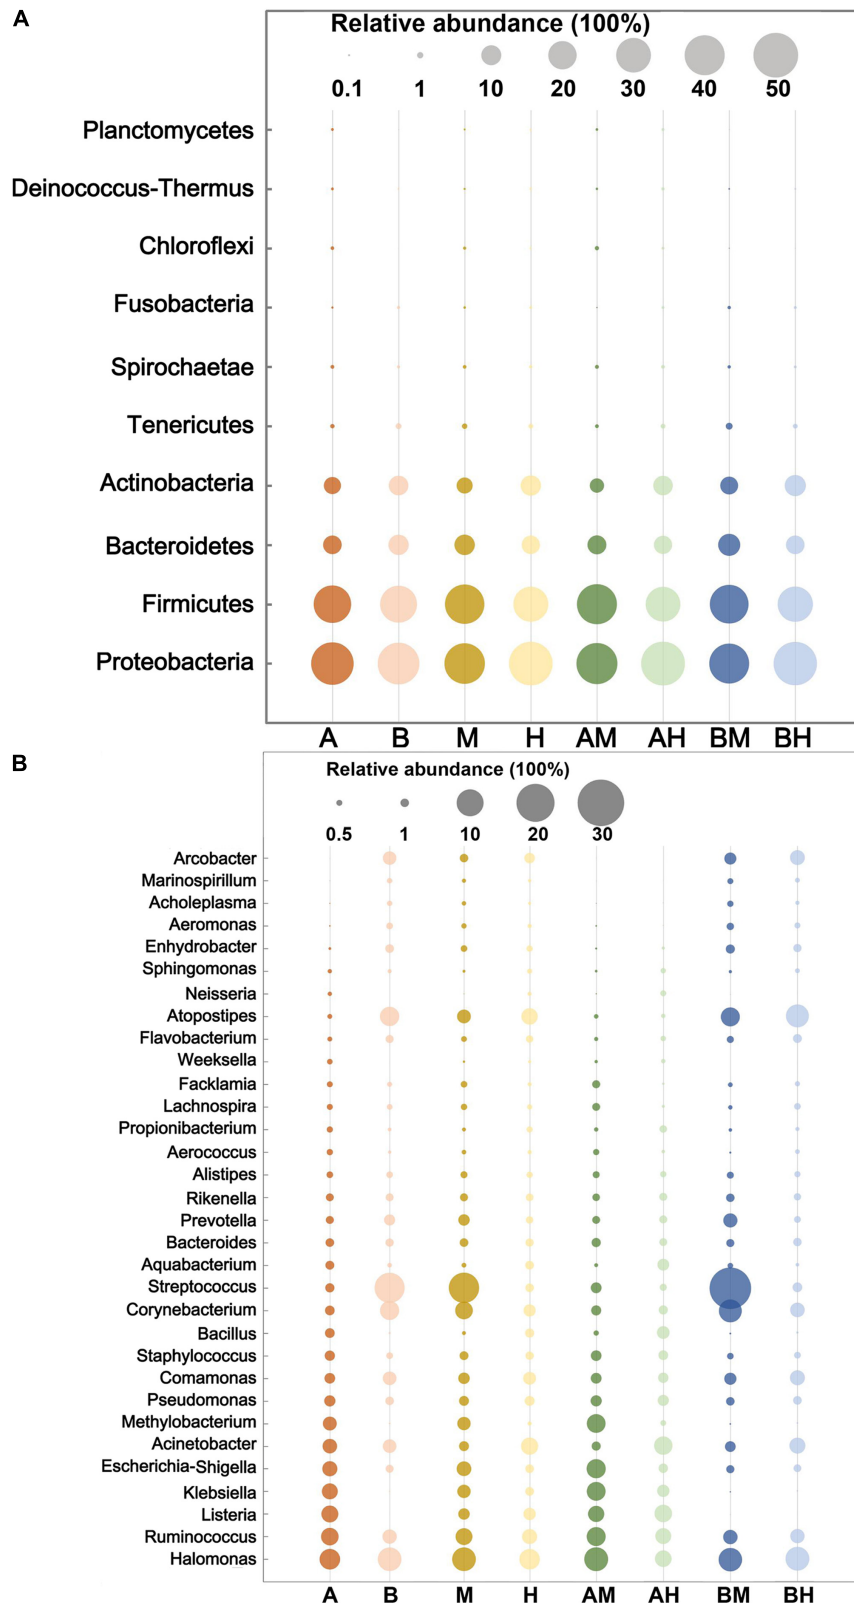 A
Relative abundance (100%)
0.1 1 10 20 30 40 50
Planctomycetes
Deinococcus-Thermus
Chloroflexi
Fusobacteria
Spirochaetae
Tenericutes
Actinobacteria
Bacteroidetes
Firmicutes
Proteobacteria
A B M H AM AH BM BH
B
Relative abundance (100%)
0.5 1 10 20 30
Arcobacter
Marinospirillum
Acholeplasma
Aeromonas
Enhydrobacter
Sphingomonas
Neisseria
Atopostipes
Flavobacterium
Weeksella
Facklamia
Lachnospira
Propionibacterium
Aerococcus
Alistipes
Rikenella
Prevotella
Bacteroides
Aquabacterium
Streptococcus
Corynebacterium
Bacillus
Staphylococcus
Comamonas
Pseudomonas
Methylobacterium
Acinetobacter
Escherichia-Shigella
Klebsiella
Listeria
Ruminococcus
Halomonas
A B M H AM AH BM BH